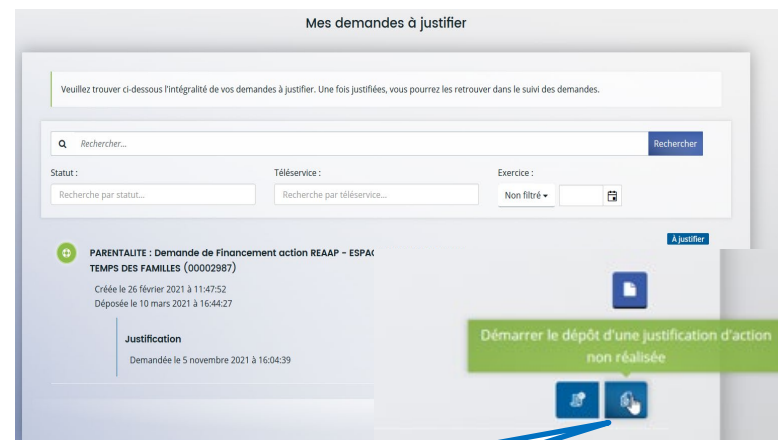 Mes demandes à justifier
Veuillez trouver ci-dessous l'intégralité de vos demandes à justifier. Une fois justifiées, vous pourrez les retrouver dans le suivi des demandes.
Rechercher...
Rechercher
Statut :
Téléservice :
Exercice :
Recherche par statut...
Recherche par téléservice...
Non filtré
À justifier
PARENTALITE : Demande de Financement action REAAP - ESPAC
TEMPS DES FAMILLES (00002987)
Créée le 26 février 2021 à 11:47:52
Déposée le 10 mars 2021 à 16:44:27
Démarrer le dépôt d'une justification d'action
non réalisée
Justification
Demandée le 5 novembre 2021 à 16:04:39